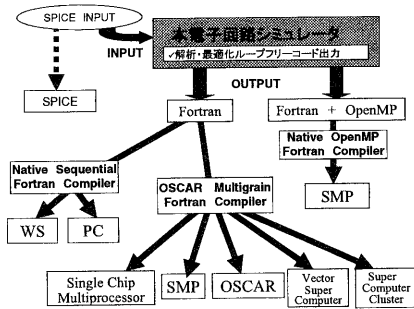 SPICE INPUT
INPUT
本電子回路シミュレータ
✓解析・最適化ループフリーコード出力
OUTPUT
SPICE
Fortran
Fortran + OpenMP
Native Sequential
Fortran Compiler
OSCAR Multigrain
Fortran Compiler
Native OpenMP
Fortran Compiler
SMP
WS
PC
Single Chip
Multiprocessor
SMP
OSCAR
Vector
Super
Computer
Super
Computer
Cluster